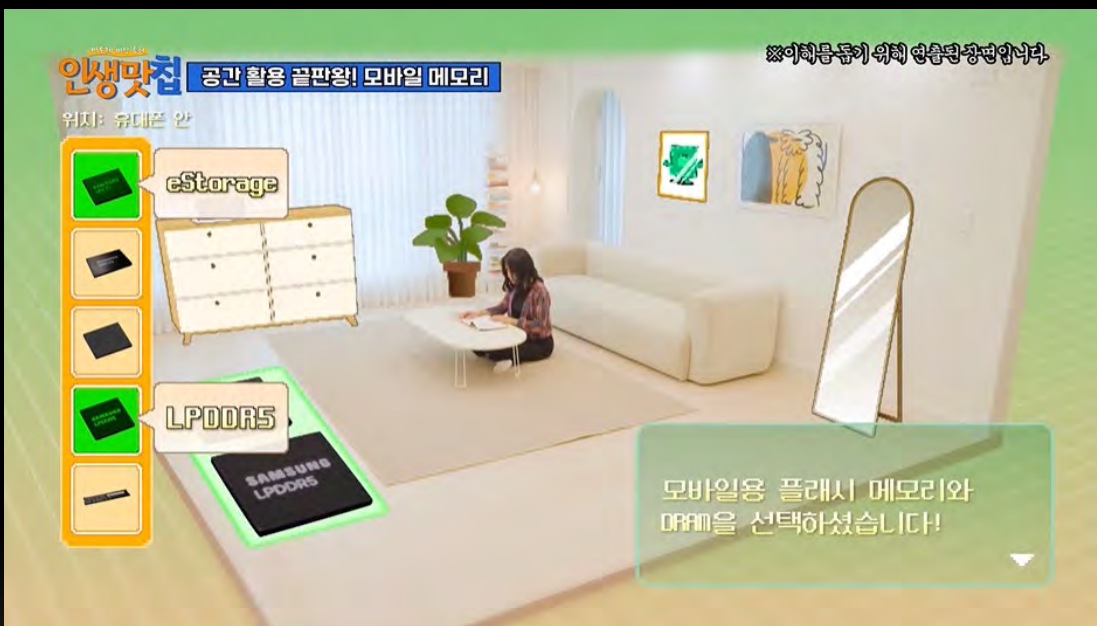 ※이해를 돕기 위해 연출된 장면입니다.
인생맛칩
공간 활용 끝판왕! 모바일 메모리
위치: 휴대폰 안
eStorage
LPDDR5
SAMSUNG
LPDDR5
모바일용 플래시 메모리와
DRAM을 선택하셨습니다!